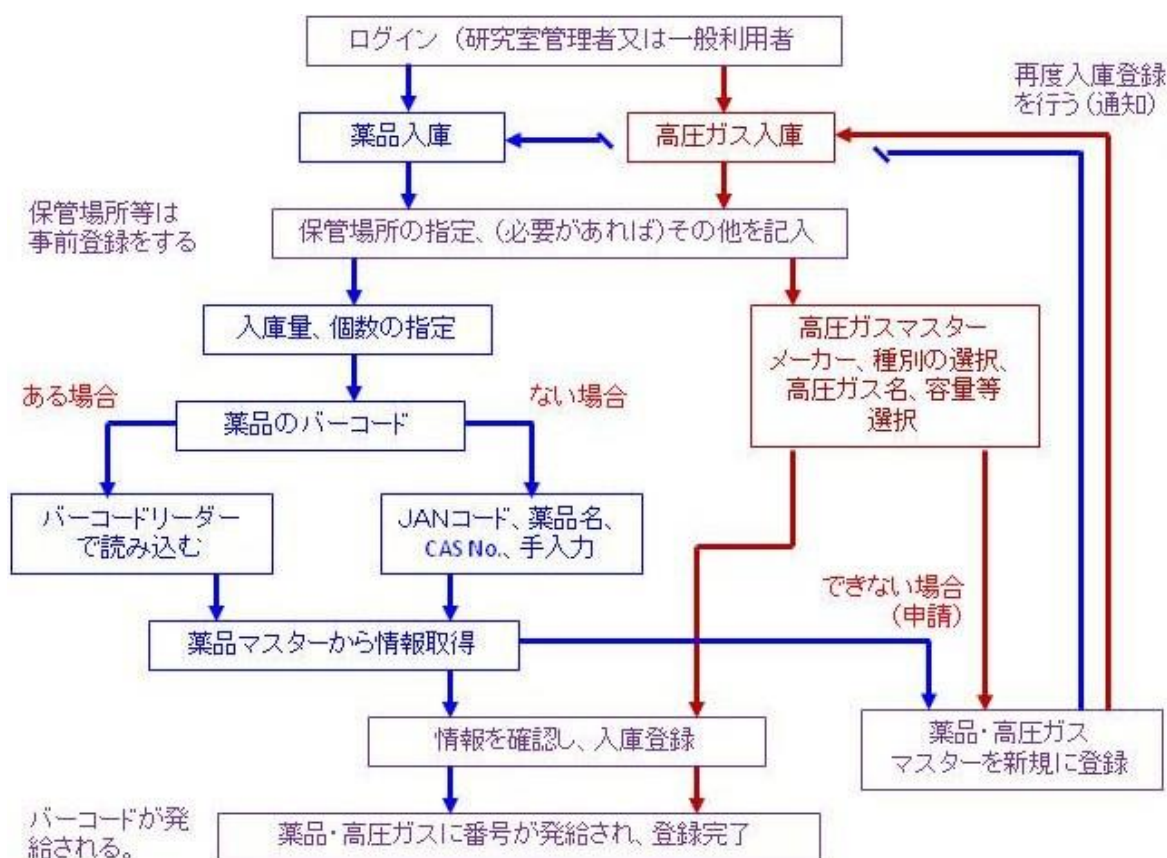 ログイン（研究室管理者又は一般利用者
再度入庫登録
を行う（通知）
薬品入庫
高圧ガス入庫
保管場所等は
事前登録をする
保管場所の指定、（必要があれば）その他を記入
入庫量、個数の指定
高圧ガスマスター
メーカー、種別の選択、
高圧ガス名、容量等
選択
ある場合
ない場合
薬品のバーコード
バーコードリーダー
で読み込む
JANコード、薬品名、
CAS No.、手入力
できない場合
（申請）
薬品マスターから情報取得
情報を確認し、入庫登録
薬品・高圧ガス
マスターを新規に登録
バーコードが発
給される。
薬品・高圧ガスに番号が発給され、登録完了